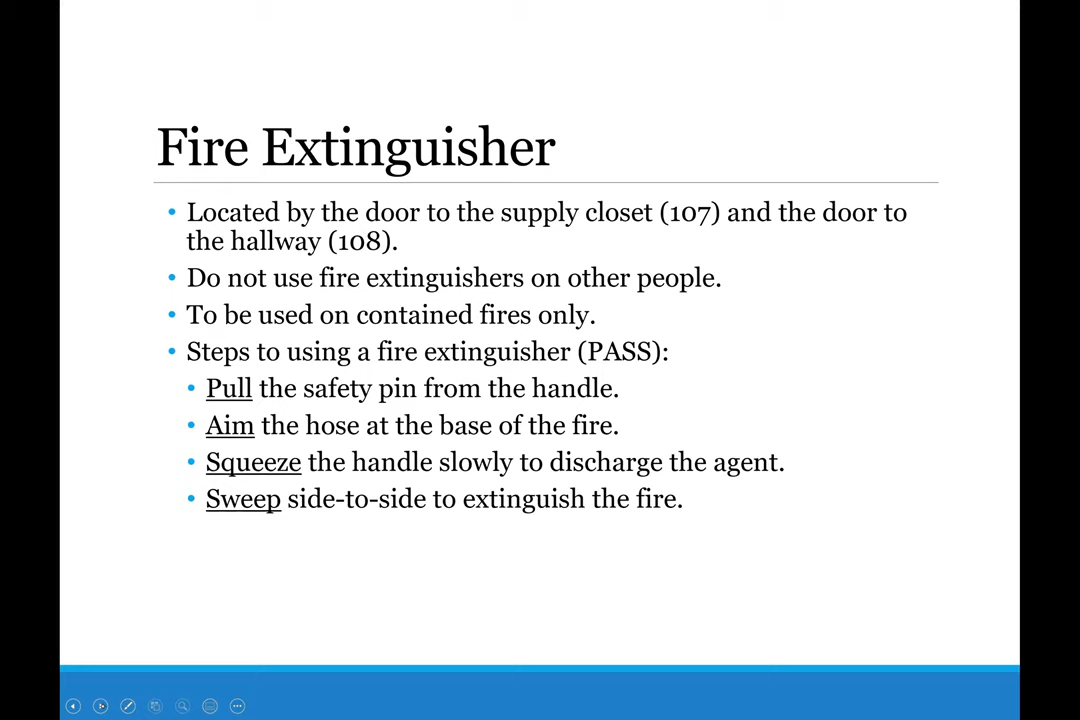 Fire Extinguisher
• Located by the door to the supply closet (107) and the door to
the hallway (108).
• Do not use fire extinguishers on other people.
• To be used on contained fires only.
• Steps to using a fire extinguisher (PASS):
• Pull the safety pin from the handle.
• Aim the hose at the base of the fire.
• Squeeze the handle slowly to discharge the agent.
• Sweep side-to-side to extinguish the fire.